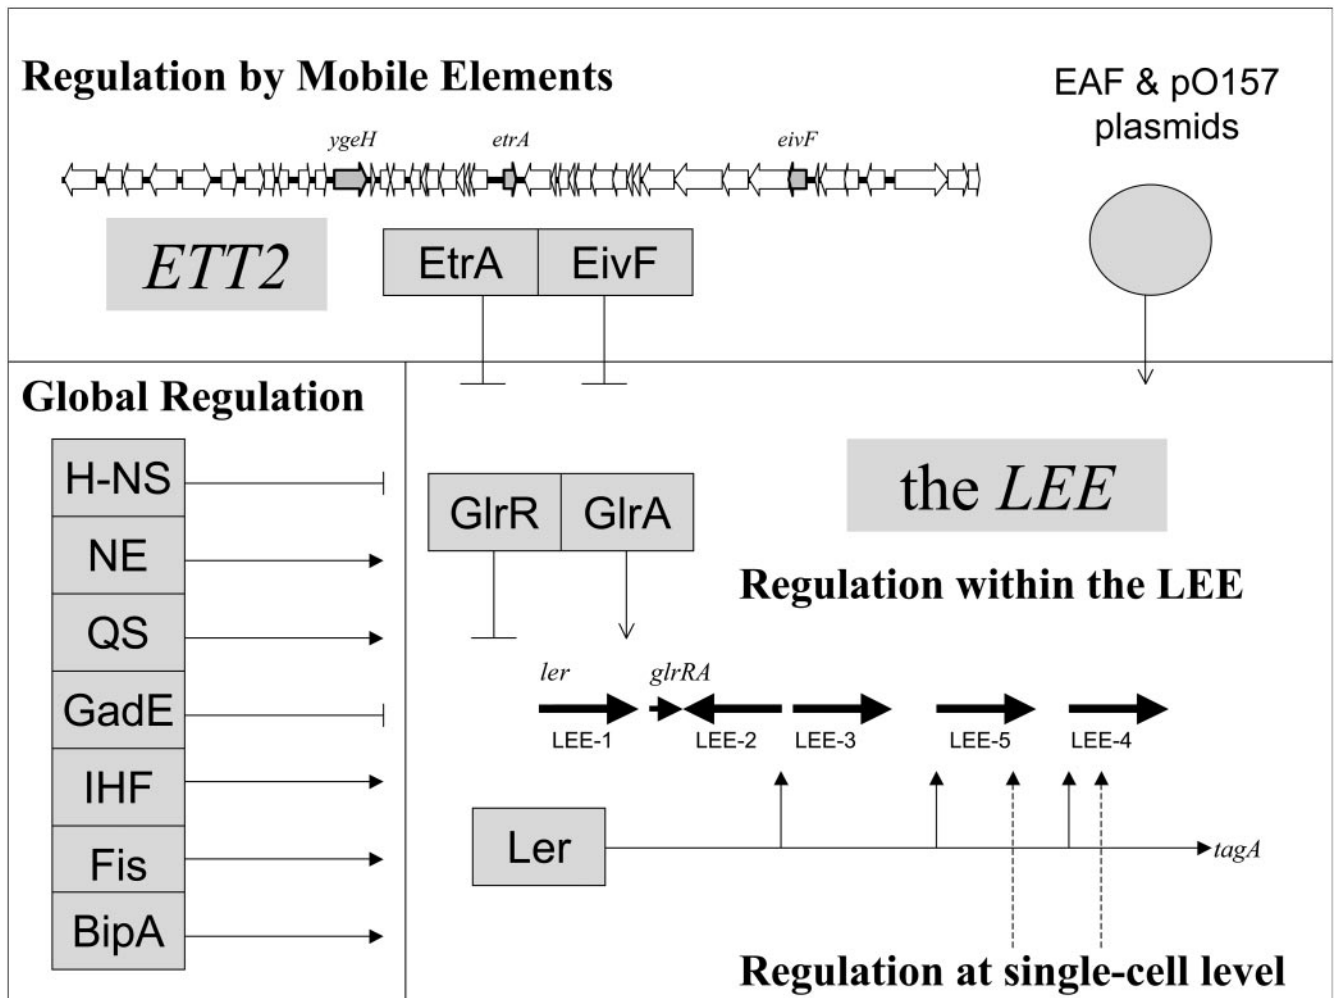 Regulation by Mobile Elements
EAF & pO157
plasmids
ygeH
etrA
eivF
ETT2
EtrA
EivF
Global Regulation
H-NS
NE
QS
GadE
IHF
Fis
BipA
GlrR
GlrA
the LEE
Regulation within the LEE
ler
glrRA
LEE-1
LEE-2
LEE-3
LEE-5
LEE-4
Ler
tagA
Regulation at single-cell level